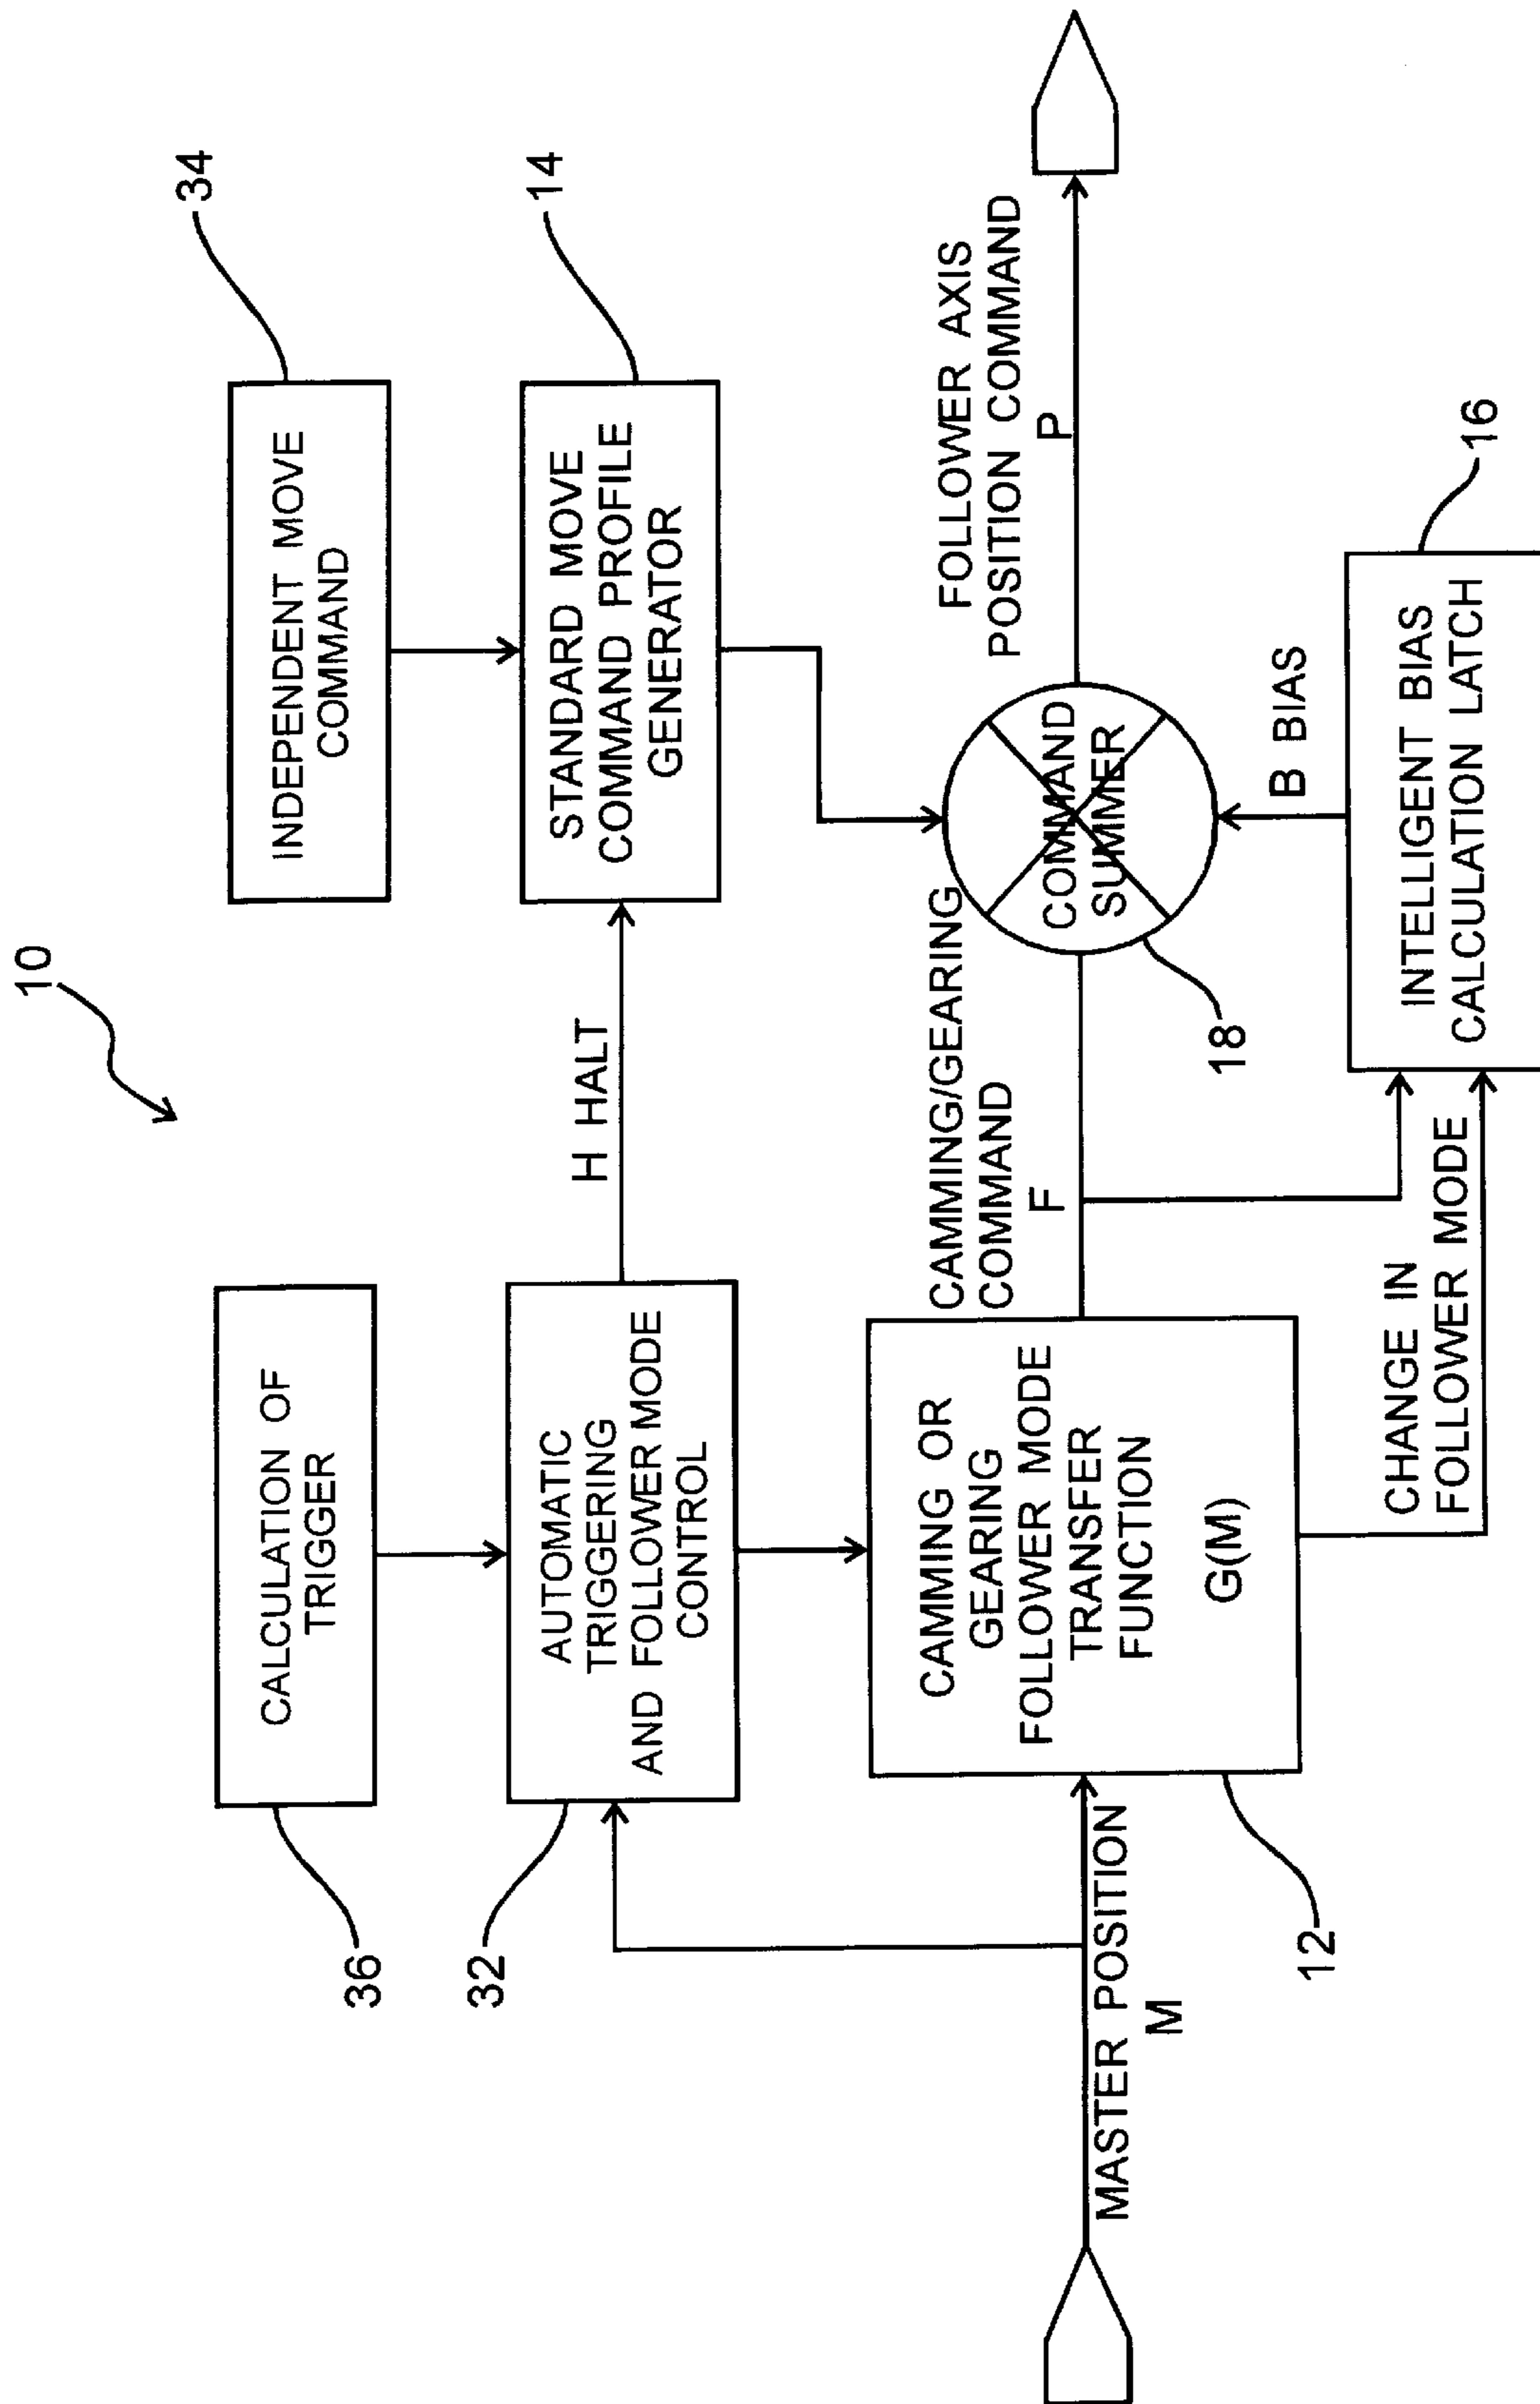 10
36
CALCULATION OF
TRIGGER
34
INDEPENDENT MOVE
COMMAND
32
AUTOMATIC
TRIGGERING
AND FOLLOWER MODE
CONTROL
H HALT
14
STANDARD MOVE
COMMAND PROFILE
GENERATOR
MASTER POSITION
M
12
CAMMING OR
GEARING
FOLLOWER MODE
TRANSFER
FUNCTION
G(M)
CAMMING/GEARING
COMMAND
F
COMMAND
SUMMER
18
FOLLOWER AXIS
POSITION COMMAND
P
B BIAS
CHANGE IN
FOLLOWER MODE
INTELLIGENT BIAS
CALCULATION LATCH
16